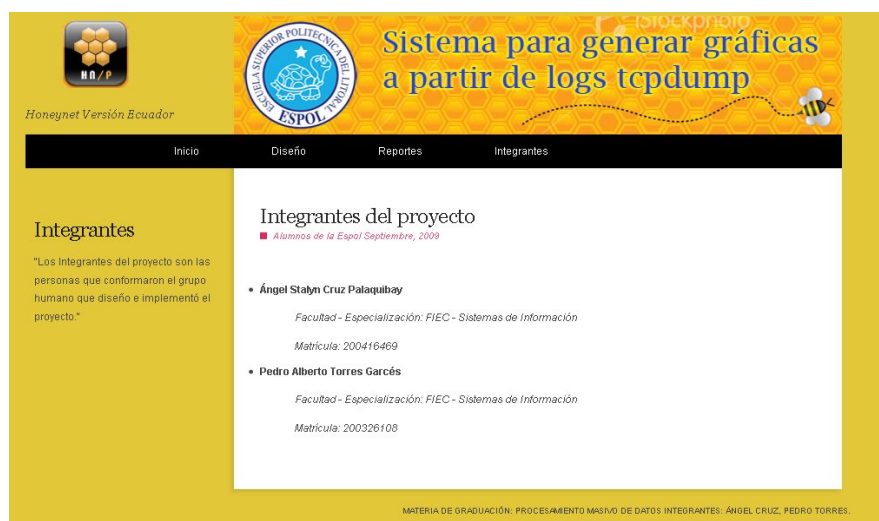 iStockphoto
ESCUELA SUPERIOR POLITECNICA DEL LITORAL
ESPOL
Sistema para generar gráficas
a partir de logs tcpdump
HN/P
Honeynet Versión Ecuador
Inicio Diseño Reportes Integrantes
Integrantes
"Los Integrantes del proyecto son las
personas que conformaron el grupo
humano que diseño e implementó el
proyecto."
Integrantes del proyecto
Alumnos de la Espol Septiembre, 2009
Ángel Stalyn Cruz Palaquibay
Facultad - Especialización: FIEC - Sistemas de Información
Matrícula: 200416469
Pedro Alberto Torres Garcés
Facultad - Especialización: FIEC - Sistemas de Información
Matrícula: 200326108
MATERIA DE GRADUACIÓN: PROCESAMIENTO MASIVO DE DATOS INTEGRANTES: ÁNGEL CRUZ, PEDRO TORRES.